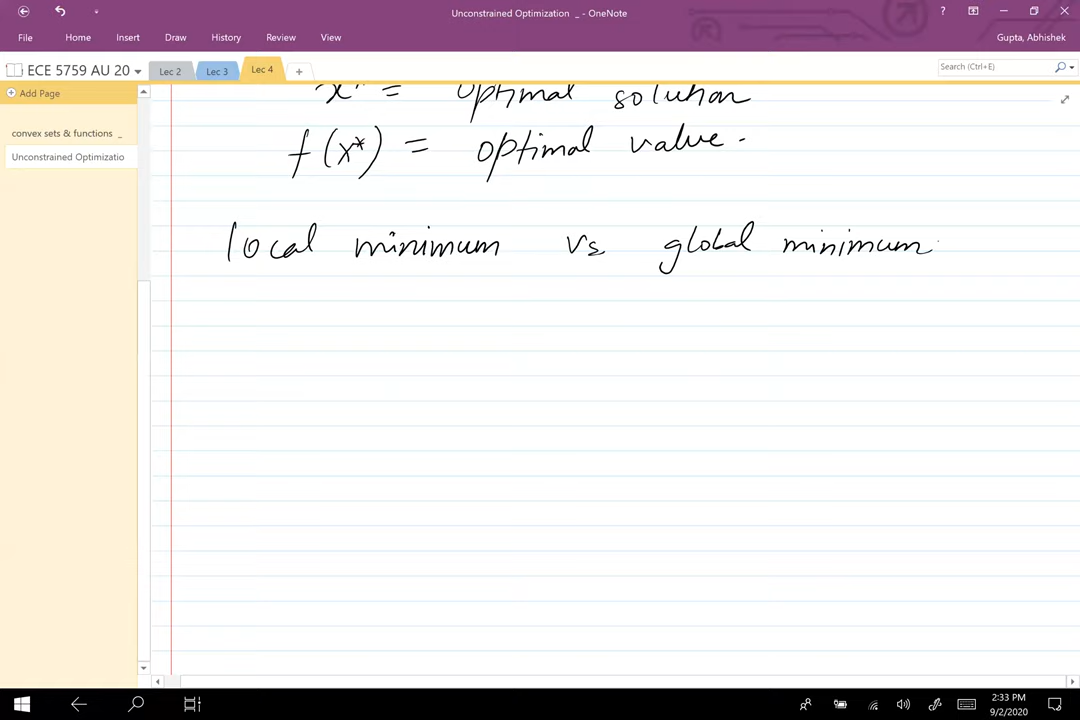 Unconstrained Optimization _ - OneNote
?
File Home Insert Draw History Review View
Gupta, Abhishek
ECE 5759 AU 20
Lec 2 Lec 3 Lec 4 +
Search (Ctrl+E)
Add Page
convex sets & functions _
Unconstrained Optimizatio
x* = optimal solution
f(x*) = optimal value.
local minimum vs global minimum
2:33 PM
9/2/2020